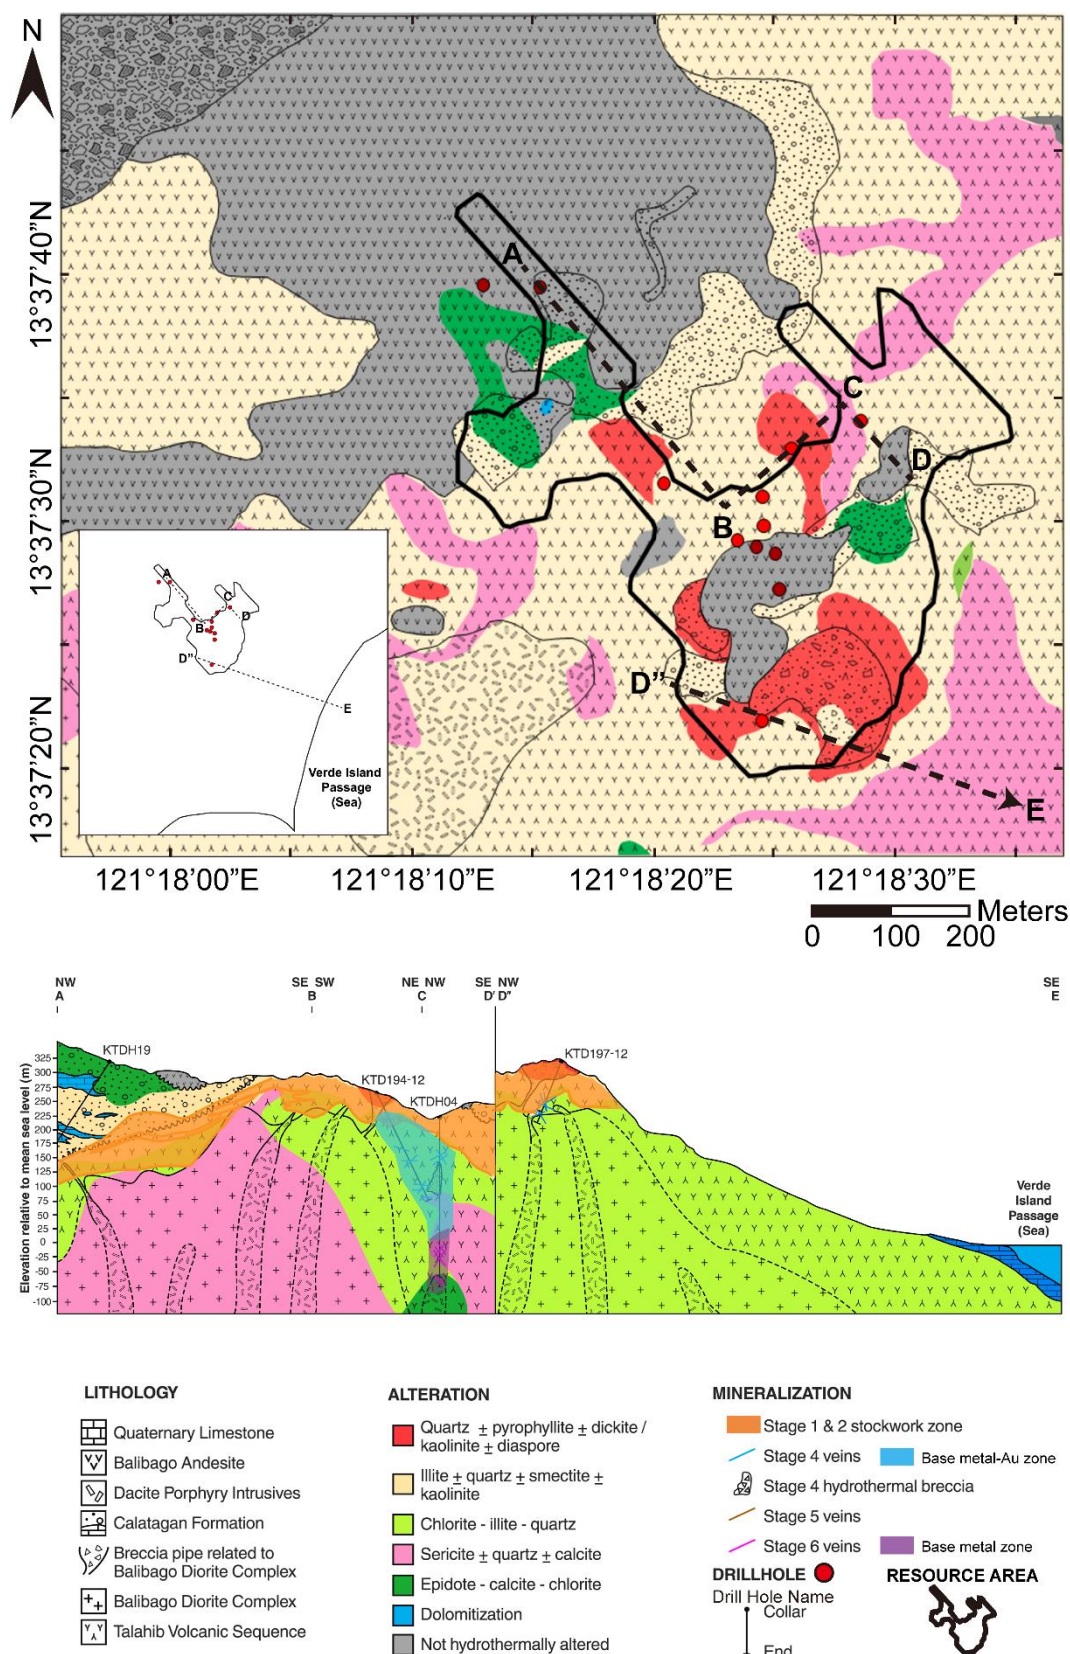 N
13°37’40”N
13°37’30”N
13°37’20”N
A
C
D
B
D”
E
A
C
D
B
D”
E
Verde Island
Passage
(Sea)
121°18’00”E
121°18’10”E
121°18’20”E
121°18’30”E
Meters
0
100
200
NW
A
SE SW
B
NE NW
C
SE NW
D' D"
SE
E
Elevation relative to mean sea level (m)
325
300
275
250
225
200
175
150
125
100
75
50
25
0
-25
-50
-75
-100
KTDH19
KTD194-12
KTDH04
KTD197-12
Verde
Island
Passage
(Sea)
LITHOLOGY
Quaternary Limestone
Balibago Andesite
Dacite Porphyry Intrusives
Calatagan Formation
Breccia pipe related to
Balibago Diorite Complex
Balibago Diorite Complex
Talahib Volcanic Sequence
ALTERATION
Quartz ± pyrophyllite ± dickite /
kaolinite ± diaspore
Illite ± quartz ± smectite ±
kaolinite
Chlorite - illite - quartz
Sericite ± quartz ± calcite
Epidote - calcite - chlorite
Dolomitization
Not hydrothermally altered
MINERALIZATION
Stage 1 & 2 stockwork zone
Stage 4 veins
Base metal-Au zone
Stage 4 hydrothermal breccia
Stage 5 veins
Stage 6 veins
Base metal zone
DRILLHOLE
Drill Hole Name
Collar
End
RESOURCE AREA